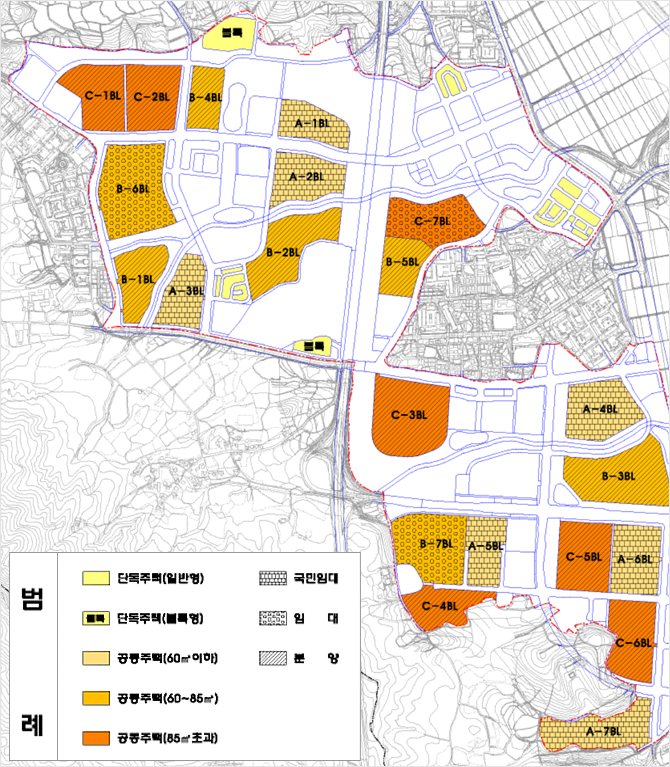 블록
C-1BL
C-2BL
B-4BL
A-1BL
A-2BL
B-6BL
C-7BL
B-2BL
B-5BL
B-1BL
A-3BL
블록
C-3BL
A-4BL
B-3BL
B-7BL
A-5BL
C-5BL
A-6BL
C-4BL
C-6BL
A-7BL
범 례
단독주택(일반형)
블록 단독주택(블록형)
공동주택(60㎡이하)
공동주택(60~85㎡)
공동주택(85㎡초과)
국민임대
임 대
분 양